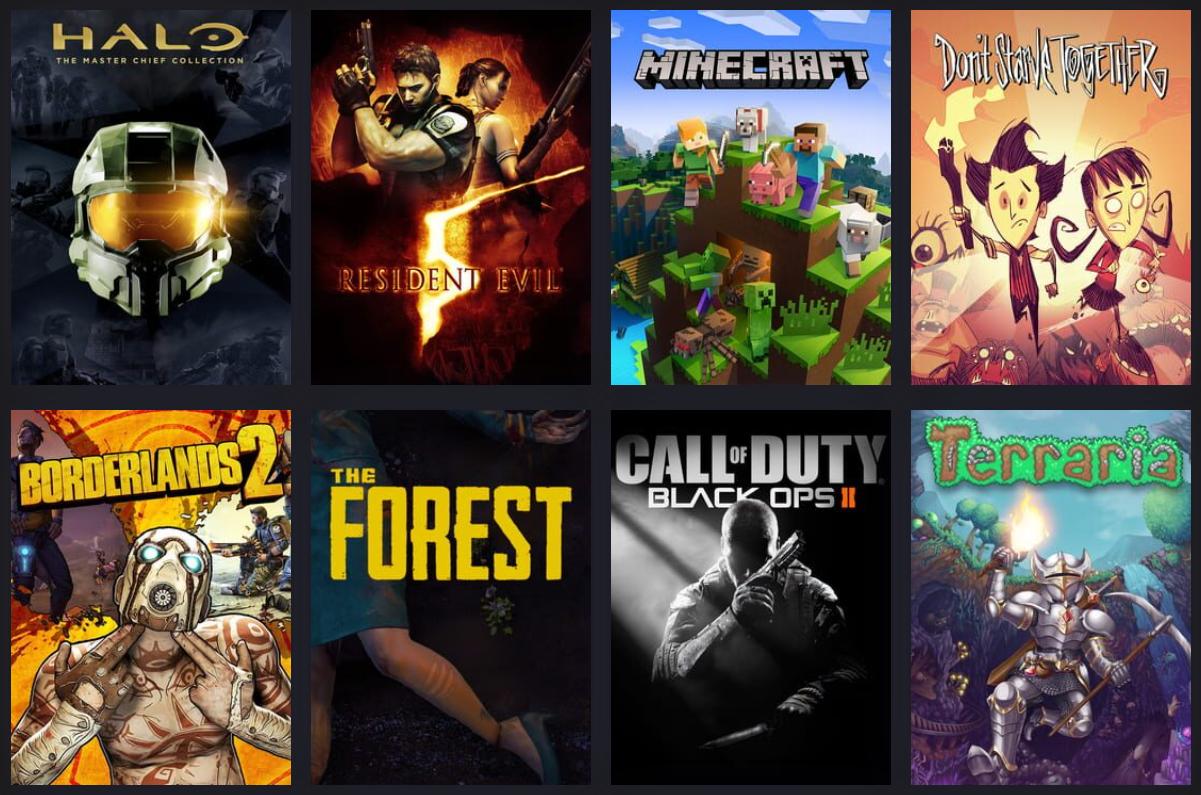 HALO
THE MASTER CHIEF COLLECTION
RESIDENT EVIL
5
MINECRAFT
Don't Starve TOGETHER
BORDERLANDS 2
THE
FOREST
CALL OF DUTY
BLACK OPS II
Terraria